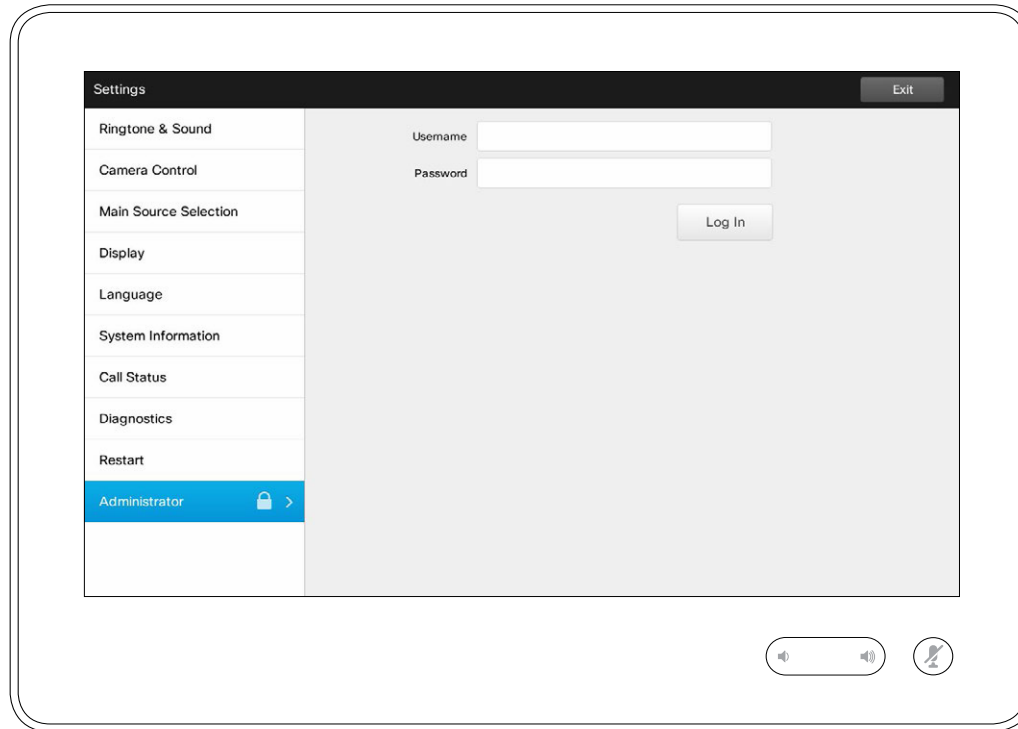 Settings
Exit
Ringtone & Sound
Camera Control
Main Source Selection
Display
Language
System Information
Call Status
Diagnostics
Restart
Administrator
Username
Password
Log In